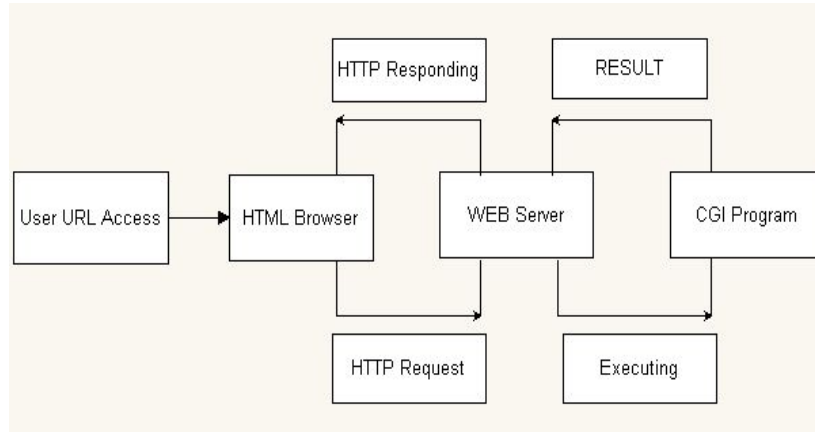 HTTP Responding
RESULT
User URL Access
HTML Browser
WEB Server
CGI Program
HTTP Request
Executing